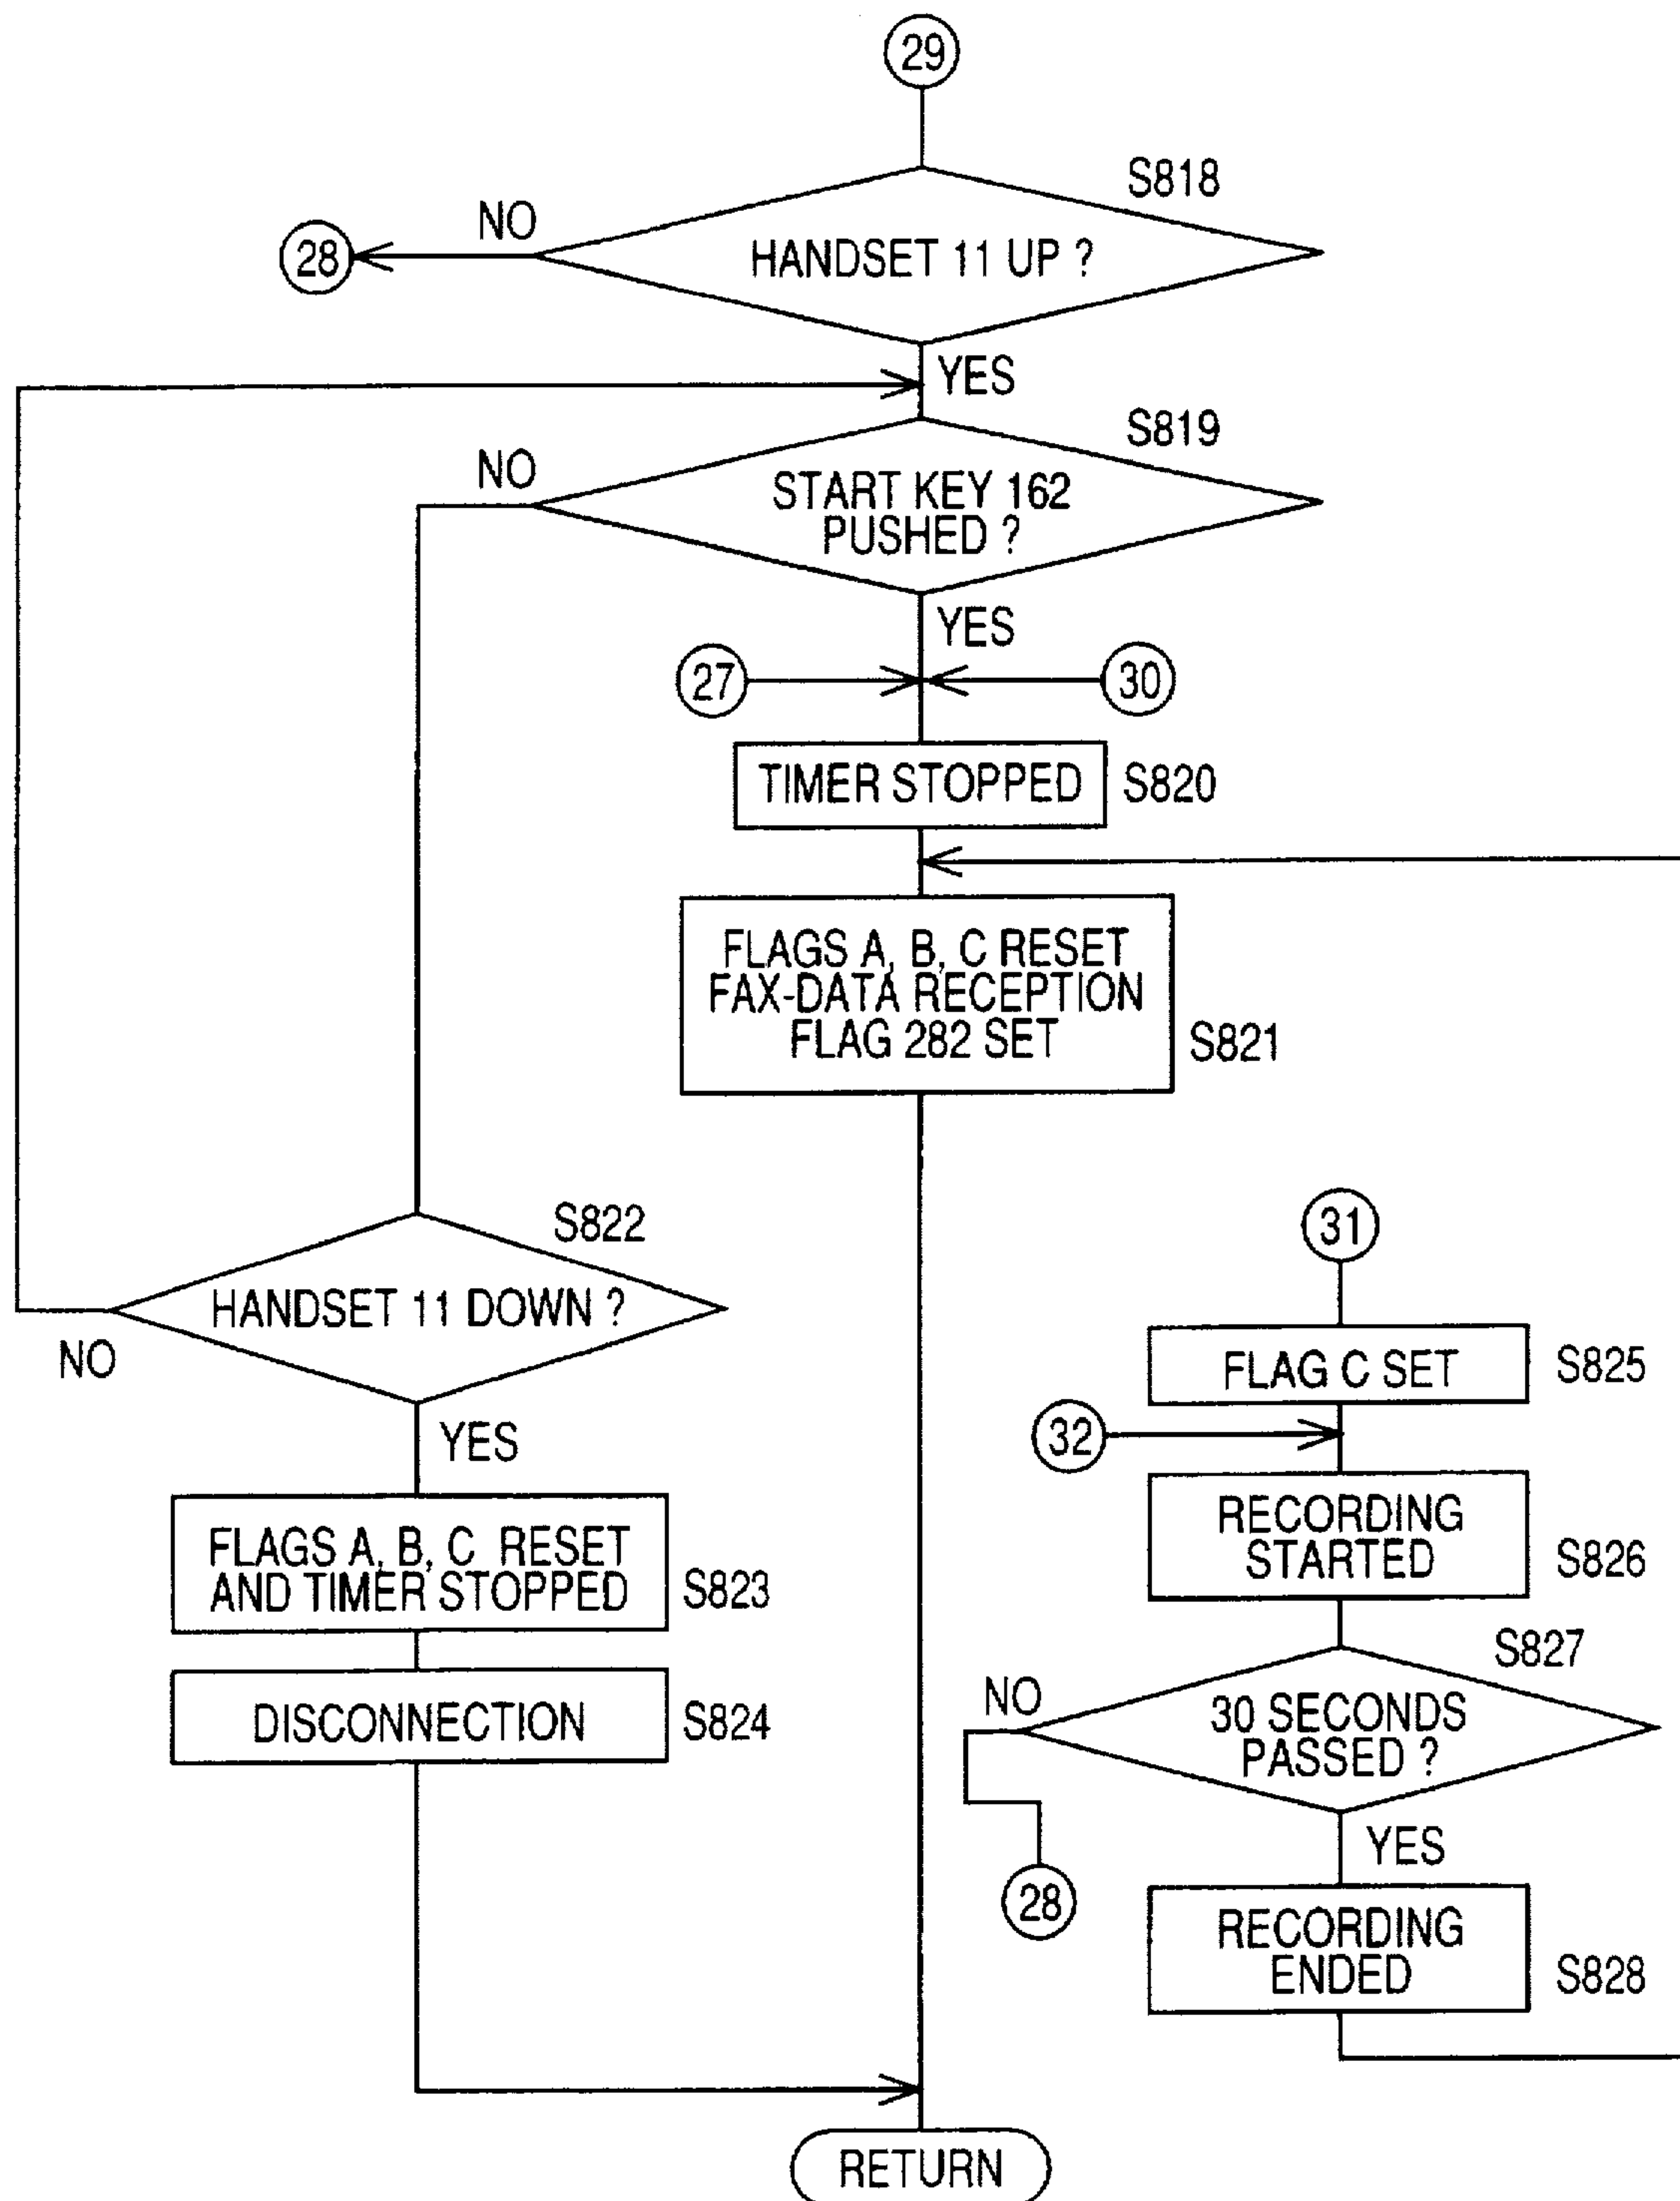 29
S818
NO
28
HANDSET 11 UP ?
YES
S819
NO
START KEY 162
PUSHED ?
YES
27
30
TIMER STOPPED
S820
FLAGS A, B, C RESET
FAX-DATA RECEPTION
FLAG 282 SET
S821
S822
HANDSET 11 DOWN ?
NO
YES
FLAGS A, B, C RESET
AND TIMER STOPPED
S823
DISCONNECTION
S824
31
FLAG C SET
S825
32
RECORDING
STARTED
S826
S827
NO
30 SECONDS
PASSED ?
YES
28
RECORDING
ENDED
S828
RETURN